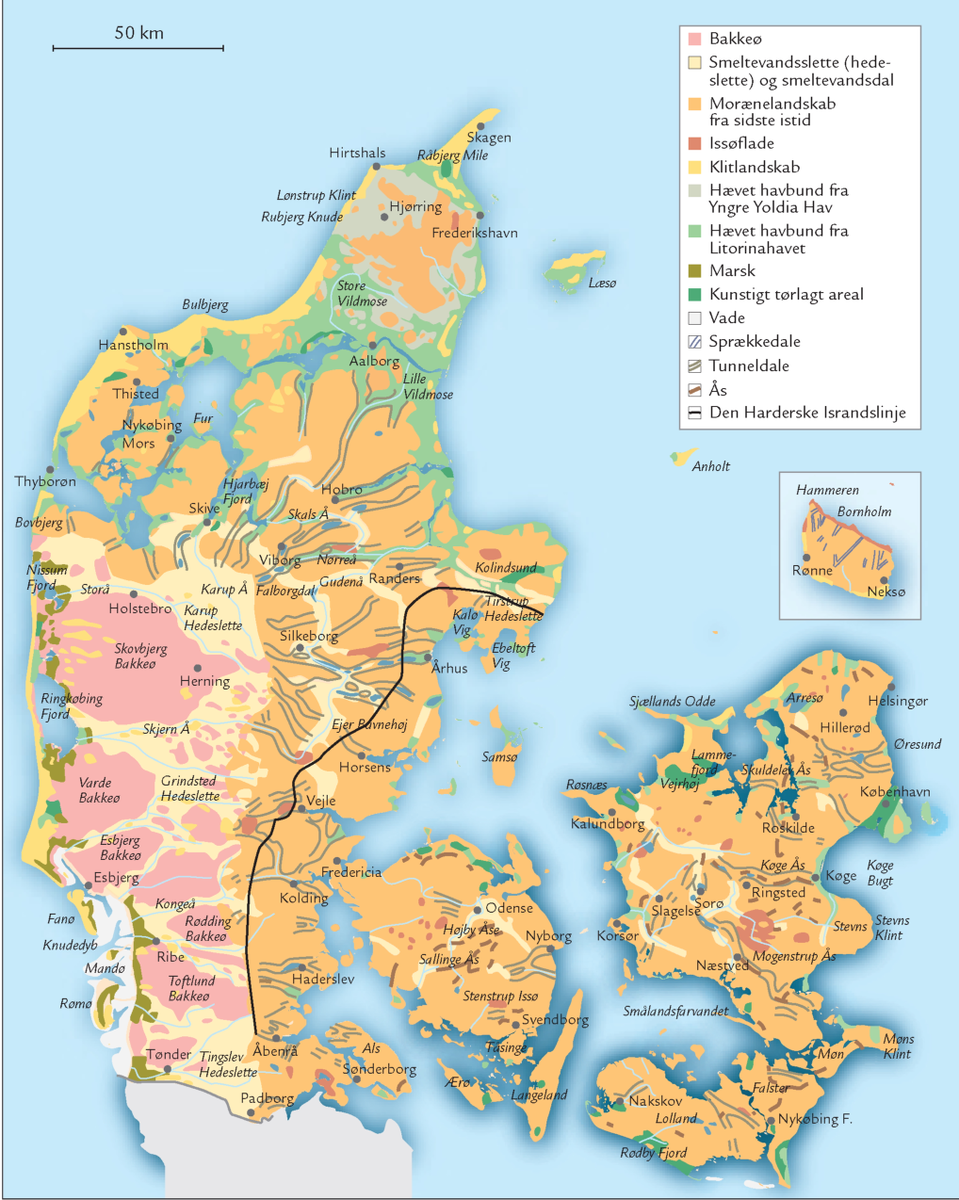 50 km
Bakkeø
Smeltevandsslette (hede-
slette) og smeltevandsdal
Morænelandskab
fra sidste istid
Issøflade
Klitlandskab
Hævet havbund fra
Yngre Yoldia Hav
Hævet havbund fra
Litorinahavet
Marsk
Kunstigt tørlagt areal
Vade
Sprækkedale
Tunneldale
Ås
Den Harderske Israndslinje
Skagen
Hirtshals
Råbjerg Mile
Lønstrup Klint
Hjørring
Rubjerg Knude
Frederikshavn
Læsø
Store
Vildmose
Bulbjerg
Hanstholm
Aalborg
Lille
Vildmose
Thisted
Fur
Nykøbing
Mors
Anholt
Thyborøn
Hjarbæj
Fjord
Hobro
Skive
Skals Å
Bovbjerg
Hammeren
Bornholm
Rønne
Neksø
Viborg
Nørreå
Kolindsund
Nissum
Fjord
Storå
Karup Å
Falborgdal
Gudenå
Randers
Holstebro
Karup
Hedeslette
Tirstrup
Hedeslette
Kalø
Vig
Silkeborg
Skovbjerg
Bakkeø
Ebeltoft
Vig
Århus
Herning
Ringkøbing
Fjord
Ejer Bavnehøj
Skjern Å
Samsø
Horsens
Varde
Bakkeø
Grindsted
Hedeslette
Vejle
Sjællands Odde
Arresø
Helsingør
Hillerød
Øresund
Lamme-
fjord
Skuldelev Ås
Røsnæs
Vejrhøj
København
Kalundborg
Roskilde
Esbjerg
Bakkeø
Fredericia
Køge Ås
Køge
Køge
Bugt
Esbjerg
Kolding
Ringsted
Sorø
Slagelse
Kongeå
Odense
Fanø
Rødding
Bakkeø
Højby Åse
Nyborg
Korsør
Stevns
Stevns
Klint
Knudedyb
Ribe
Sallinge Ås
Mogenstrup Ås
Mandø
Næstved
Toftlund
Bakkeø
Haderslev
Rømø
Stenstrup Issø
Smålandsfarvandet
Svendborg
Tønder
Tingslev
Hedeslette
Åbenrå
Als
Tåsinge
Møn
Møns
Klint
Sønderborg
Ærø
Langeland
Falster
Padborg
Nakskov
Lolland
Nykøbing F.
Rødby Fjord